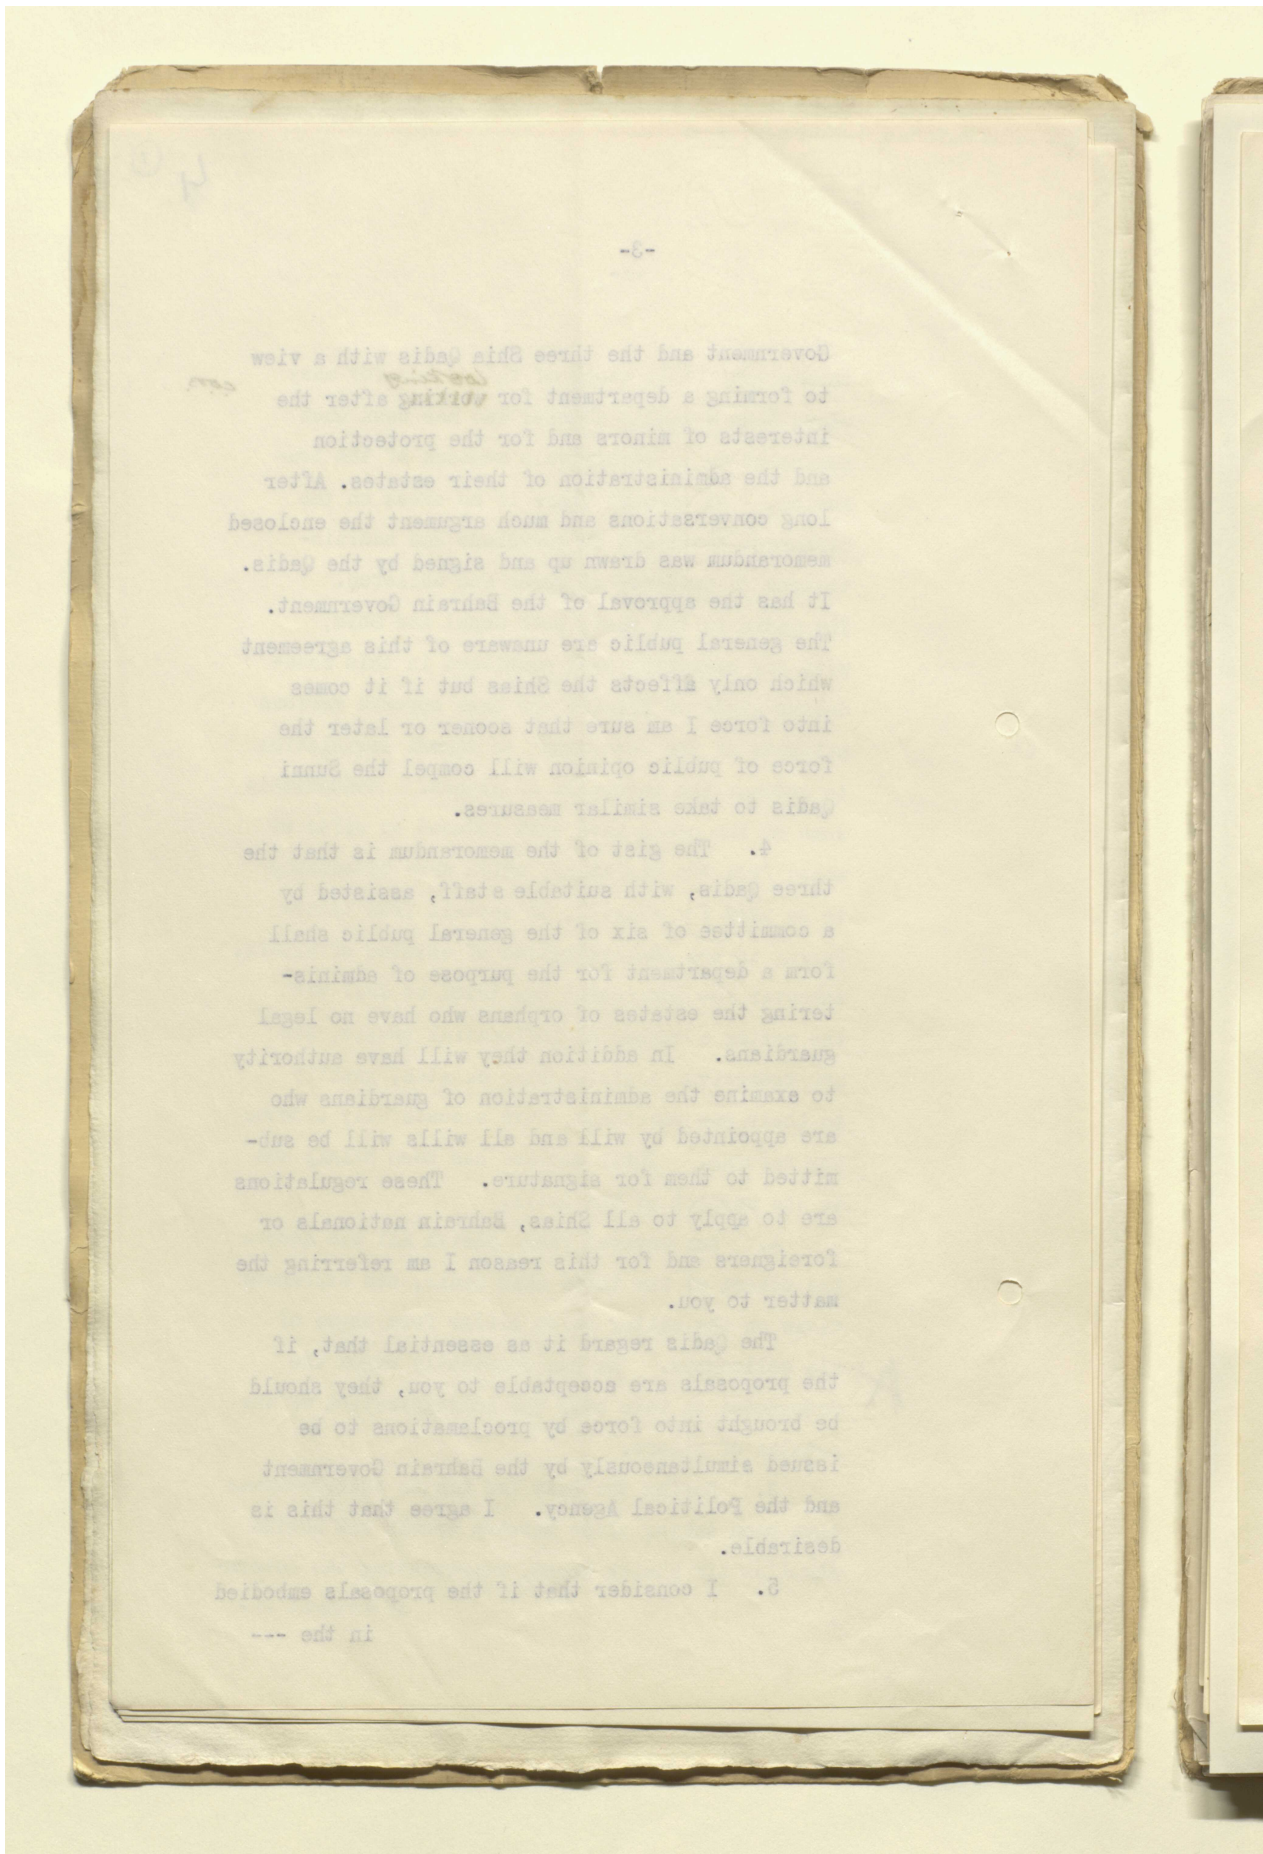 -3-
Government and the three Shia Qadis with a view
looking
to forming a department for working after the
interests of minors and for the protection
and the administration of their estates. After
long conversations and much argument the enclosed
memorandum was drawn up and signed by the Qadis.
It has the approval of the Bahrain Government.
The general public are unaware of this agreement
which only affects the Shias but if it comes
into force I am sure that sooner or later the
force of public opinion will compel the Sunni
Qadis to take similar measures.
4. The gist of the memorandum is that the
three Qadis, with suitable staff, assisted by
a committee of six of the general public shall
form a department for the purpose of adminis-
tering the estates of orphans who have no legal
guardians. In addition they will have authority
to examine the administration of guardians who
are appointed by will and all wills will be sub-
mitted to them for signature. These regulations
are to apply to all Shias, Bahrain nationals or
foreigners and for this reason I am referring the
matter to you.
The Qadis regard it as essential that, if
the proposals are acceptable to you, they should
be brought into force by proclamations to be
issued simultaneously by the Bahrain Government
and the Political Agency. I agree that this is
desirable.
5. I consider that if the proposals embodied
in the ---